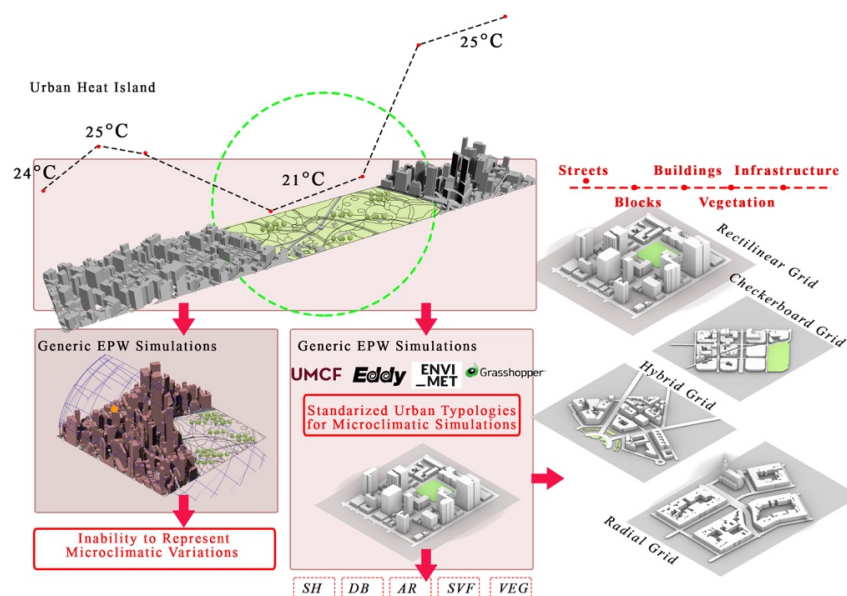 25°C
Urban Heat Island
25°C
24°C
21°C
Streets
Buildings
Infrastructure
Blocks
Vegetation
Rectilinear Grid
Checkerboard Grid
Hybrid Grid
Radial Grid
Generic EPW Simulations
Inability to Represent
Microclimatic Variations
Generic EPW Simulations
UMCF
Eddy
ENVI
_MET
Grasshopper
Standarized Urban Typologies
for Microclimatic Simulations
SH
DB
AR
SVF
VEG